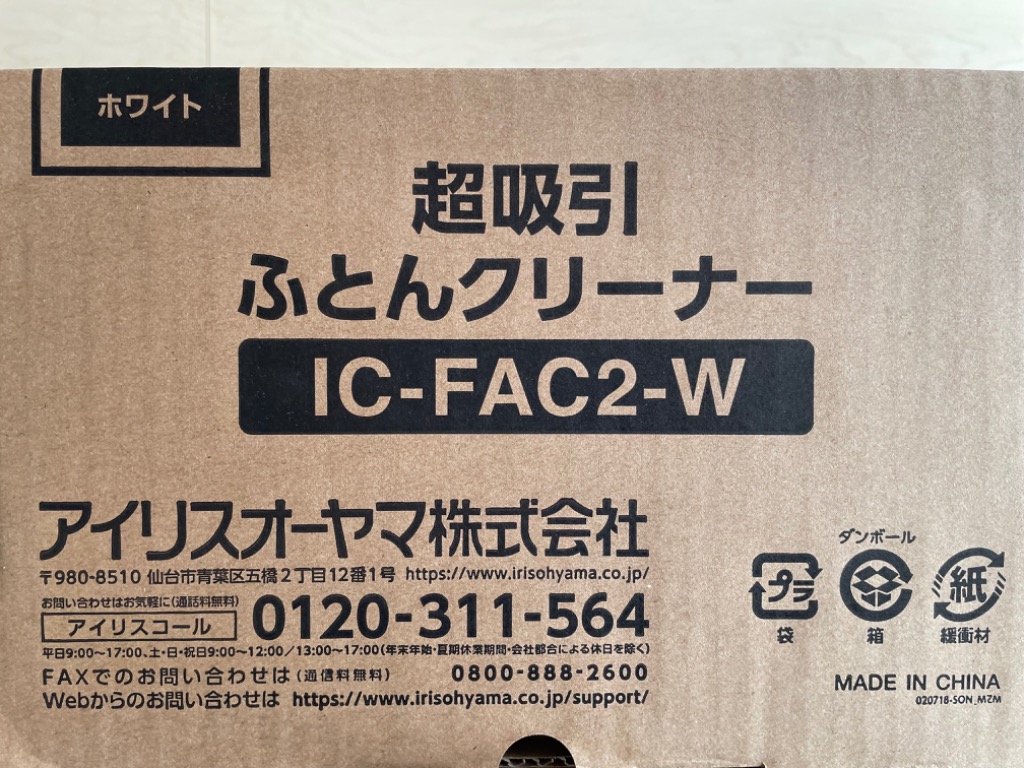 ホワイト
超吸引
ふとんクリーナー
IC-FAC2-W
アイリスオーヤマ株式会社
〒980-8510 仙台市青葉区五橋2丁目12番1号 https://www.irisohyama.co.jp/
お問い合わせはお気軽に(通話料無料)
アイリスコール
0120-311-564
平日9:00〜17:00、土・日・祝日9:00〜12:00/13:00〜17:00(年末年始・夏期休業期間・会社都合による休日を除く)
FAXでのお問い合わせは(通信料無料) 0800-888-2600
Webからのお問い合わせは https://www.irisohyama.co.jp/support/
ダンボール
プラ
紙
袋
箱
緩衝材
MADE IN CHINA
020718-SON_MZM